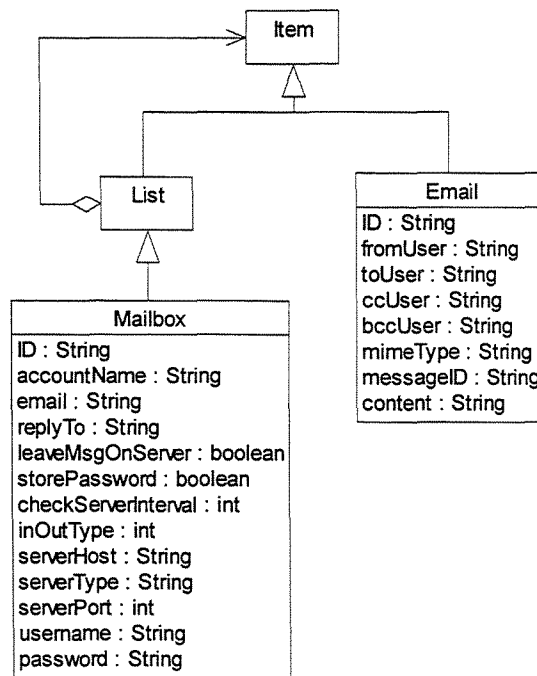 Item
List
Email
ID : String
fromUser : String
toUser : String
ccUser : String
bccUser : String
mimeType : String
messageID : String
content : String
Mailbox
ID : String
accountName : String
email : String
replyTo : String
leaveMsgOnServer : boolean
storePassword : boolean
checkServerInterval : int
inOutType : int
serverHost : String
serverType : String
serverPort : int
username : String
password : String